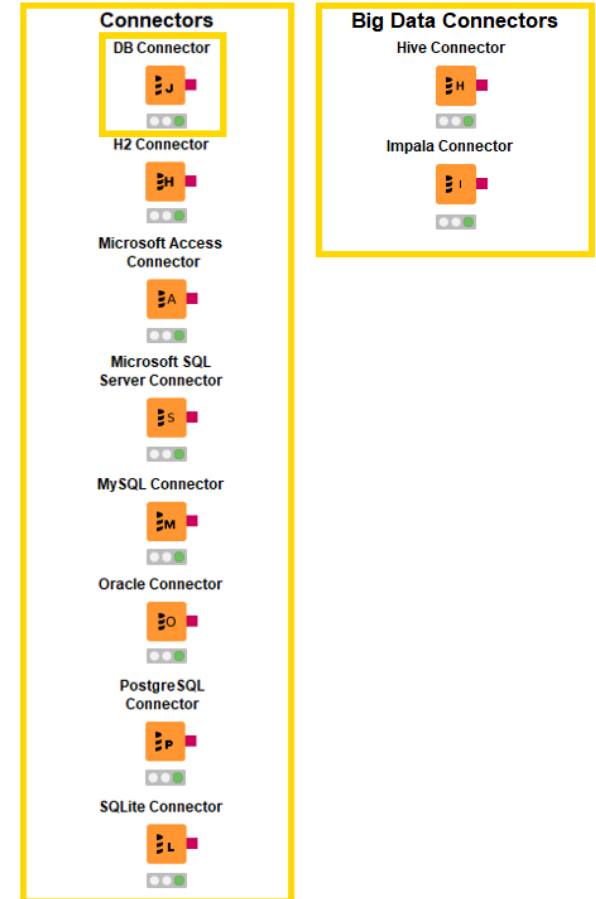 Connectors
DB Connector
J
H2 Connector
H
Microsoft Access
Connector
A
Microsoft SQL
Server Connector
S
MySQL Connector
M
Oracle Connector
O
PostgreSQL
Connector
P
SQLite Connector
L
Big Data Connectors
Hive Connector
H
Impala Connector
I